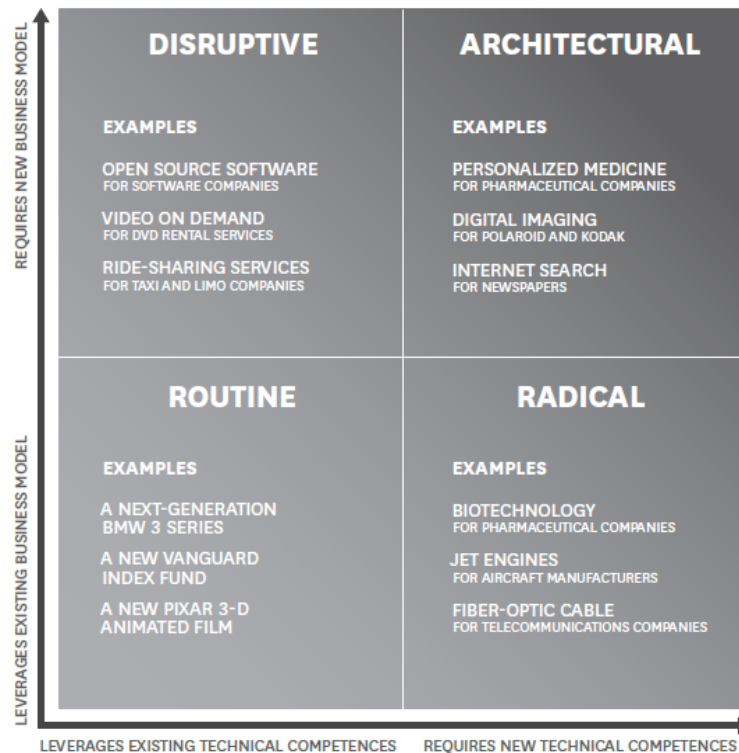 REQUIRES NEW BUSINESS MODEL
DISRUPTIVE
EXAMPLES
OPEN SOURCE SOFTWARE
FOR SOFTWARE COMPANIES
VIDEO ON DEMAND
FOR DVD RENTAL SERVICES
RIDE-SHARING SERVICES
FOR TAXI AND LIMO COMPANIES
ARCHITECTURAL
EXAMPLES
PERSONALIZED MEDICINE
FOR PHARMACEUTICAL COMPANIES
DIGITAL IMAGING
FOR POLAROID AND KODAK
INTERNET SEARCH
FOR NEWSPAPERS
LEVERAGES EXISTING BUSINESS MODEL
ROUTINE
EXAMPLES
A NEXT-GENERATION
BMW 3 SERIES
A NEW VANGUARD
INDEX FUND
A NEW PIXAR 3-D
ANIMATED FILM
RADICAL
EXAMPLES
BIOTECHNOLOGY
FOR PHARMACEUTICAL COMPANIES
JET ENGINES
FOR AIRCRAFT MANUFACTURERS
FIBER-OPTIC CABLE
FOR TELECOMMUNICATIONS COMPANIES
LEVERAGES EXISTING TECHNICAL COMPETENCES
REQUIRES NEW TECHNICAL COMPETENCES